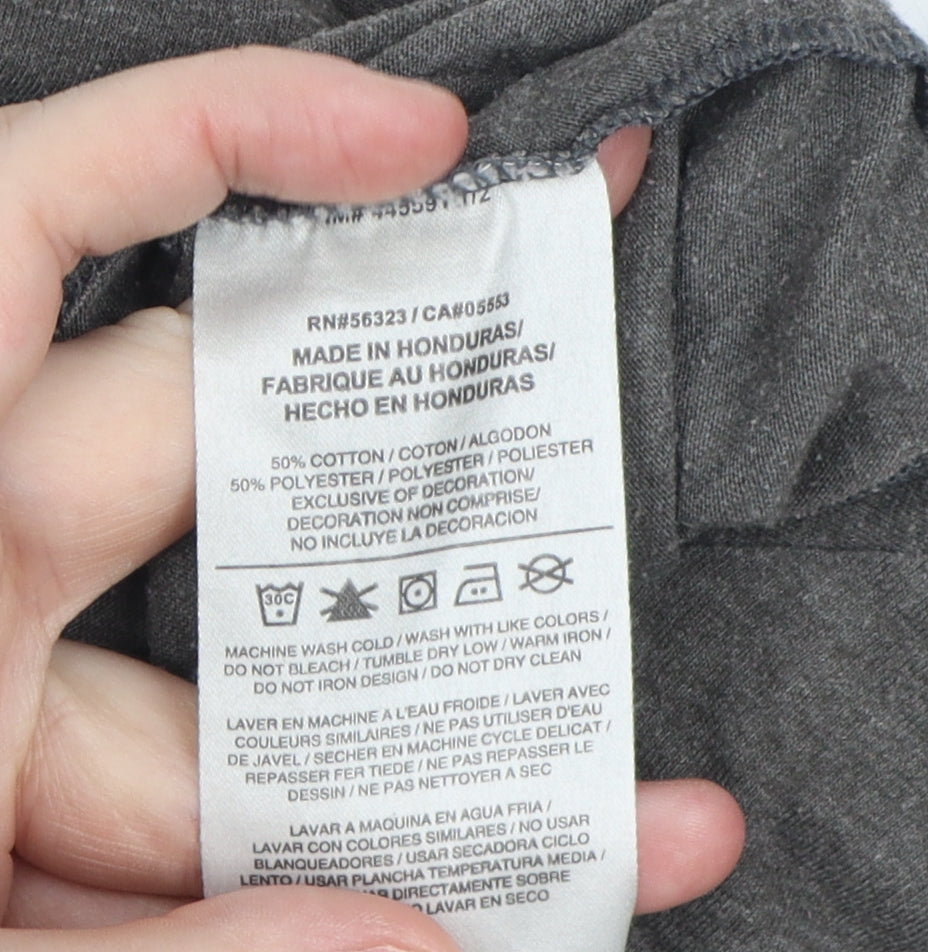 RN#56323 / CA#05553
MADE IN HONDURAS/
FABRIQUE AU HONDURAS/
HECHO EN HONDURAS
50% COTTON / COTON / ALGODON
50% POLYESTER / POLYESTER / POLIESTER
EXCLUSIVE OF DECORATION/
DECORATION NON COMPRISE/
NO INCLUYE LA DECORACION
30C
MACHINE WASH COLD / WASH WITH LIKE COLORS /
DO NOT BLEACH / TUMBLE DRY LOW / WARM IRON /
DO NOT IRON DESIGN / DO NOT DRY CLEAN
LAVER EN MACHINE A L'EAU FROIDE / LAVER AVEC
COULEURS SIMILAIRES / NE PAS UTILISER D'EAU
DE JAVEL / SECHER EN MACHINE CYCLE DELICAT /
REPASSER FER TIEDE / NE PAS REPASSER LE
DESSIN / NE PAS NETTOYER A SEC
LAVAR A MAQUINA EN AGUA FRIA /
LAVAR CON COLORES SIMILARES / NO USAR
BLANQUEADORES / USAR SECADORA CICLO
LENTO / USAR PLANCHA TEMPERATURA MEDIA /
DIRECTAMENTE SOBRE
LAVAR EN SECO